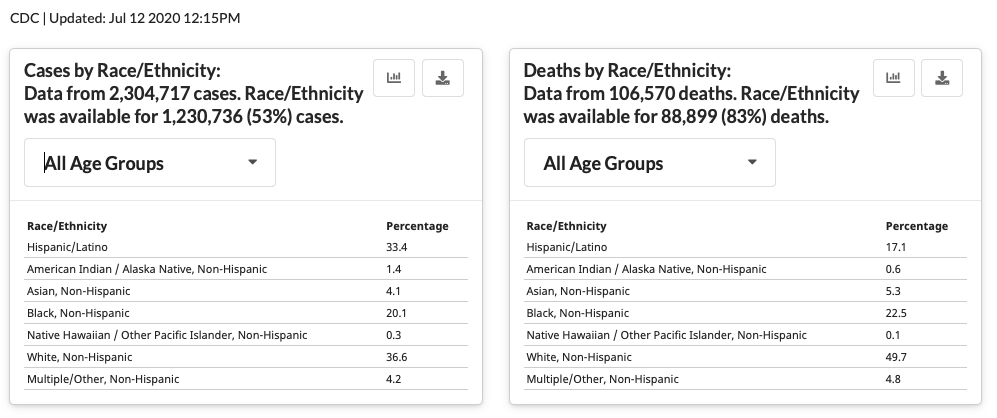 CDC | Updated: Jul 12 2020 12:15PM
Cases by Race/Ethnicity:
Data from 2,304,717 cases. Race/Ethnicity
was available for 1,230,736 (53%) cases.
All Age Groups
Race/Ethnicity Percentage
Hispanic/Latino 33.4
American Indian / Alaska Native, Non-Hispanic 1.4
Asian, Non-Hispanic 4.1
Black, Non-Hispanic 20.1
Native Hawaiian / Other Pacific Islander, Non-Hispanic 0.3
White, Non-Hispanic 36.6
Multiple/Other, Non-Hispanic 4.2
Deaths by Race/Ethnicity:
Data from 106,570 deaths. Race/Ethnicity
was available for 88,899 (83%) deaths.
All Age Groups
Race/Ethnicity Percentage
Hispanic/Latino 17.1
American Indian / Alaska Native, Non-Hispanic 0.6
Asian, Non-Hispanic 5.3
Black, Non-Hispanic 22.5
Native Hawaiian / Other Pacific Islander, Non-Hispanic 0.1
White, Non-Hispanic 49.7
Multiple/Other, Non-Hispanic 4.8